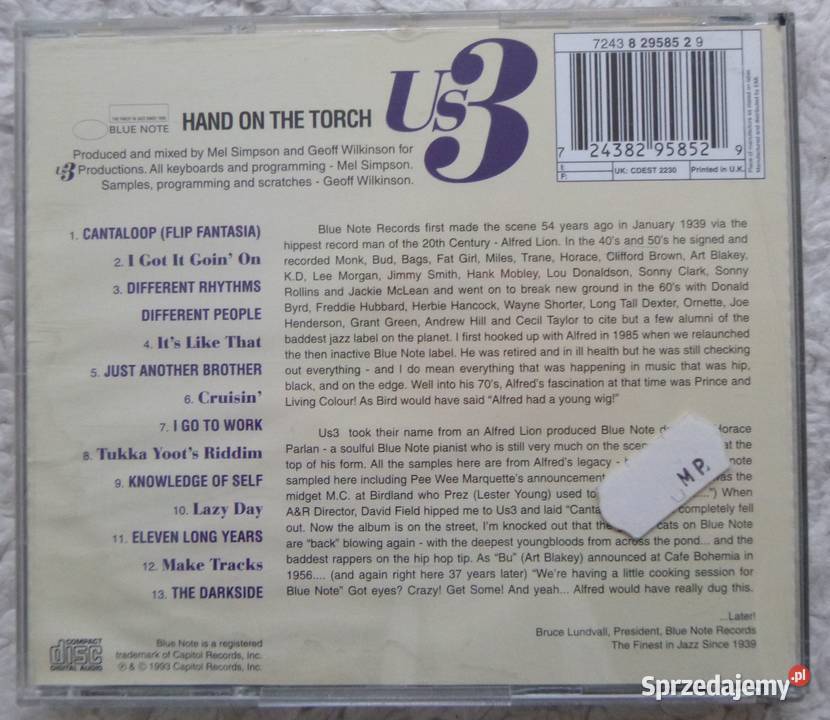 7243 8 29585 2 9
Us3
BLUE NOTE
HAND ON THE TORCH
Produced and mixed by Mel Simpson and Geoff Wilkinson for
us3 Productions. All keyboards and programming - Mel Simpson.
Samples, programming and scratches - Geoff Wilkinson.
7 24382 95852 9
E:
F:
UK: CDEST 2230
Printed in U.K.
1. CANTALOOP (FLIP FANTASIA)
2. I Got It Goin' On
3. DIFFERENT RHYTHMS
DIFFERENT PEOPLE
4. It's Like That
5. JUST ANOTHER BROTHER
6. Cruisin'
7. I GO TO WORK
8. Tukka Yoot's Riddim
9. KNOWLEDGE OF SELF
10. Lazy Day
11. ELEVEN LONG YEARS
12. Make Tracks
13. THE DARKSIDE
Blue Note Records first made the scene 54 years ago in January 1939 via the
hippest record man of the 20th Century - Alfred Lion. In the 40's and 50's he signed and
recorded Monk, Bud, Bags, Fat Girl, Miles, Trane, Horace, Clifford Brown, Art Blakey,
K.D, Lee Morgan, Jimmy Smith, Hank Mobley, Lou Donaldson, Sonny Clark, Sonny
Rollins and Jackie McLean and went on to break new ground in the 60's with Donald
Byrd, Freddie Hubbard, Herbie Hancock, Wayne Shorter, Long Tall Dexter, Ornette, Joe
Henderson, Grant Green, Andrew Hill and Cecil Taylor to cite but a few alumni of the
baddest jazz label on the planet. I first hooked up with Alfred in 1985 when we relaunched
the then inactive Blue Note label. He was retired and in ill health but he was still checking
out everything - and I do mean everything that was happening in music that was hip,
black, and on the edge. Well into his 70's, Alfred's fascination at that time was Prince and
Living Colour! As Bird would have said "Alfred had a young wig!"
Us3 took their name from an Alfred Lion produced Blue Note Horace
Parlan - a soulful Blue Note pianist who is still very much on the at the
top of his form. All the samples here are from Alfred's legacy - note
sampled here including Pee Wee Marquette's announcement was the
midget M.C. at Birdland who Prez (Lester Young) used to ....") When
A&R Director, David Field hipped me to Us3 and laid "Canta completely fell
out. Now the album is on the street, I'm knocked out that the cats on Blue Note
are "back" blowing again - with the deepest youngbloods from across the pond... and the
baddest rappers on the hip hop tip. As "Bu" (Art Blakey) announced at Cafe Bohemia in
1956.... (and again right here 37 years later) "We're having a little cooking session for
Blue Note" Got eyes? Crazy! Get Some! And yeah... Alfred would have really dug this.
...Later!
Bruce Lundvall, President, Blue Note Records
The Finest in Jazz Since 1939
MP.
COMPACT
disc
DIGITAL AUDIO
Blue Note is a registered
trademark of Capitol Records, Inc.
℗ & © 1993 Capitol Records, Inc.
Sprzedajemy.pl